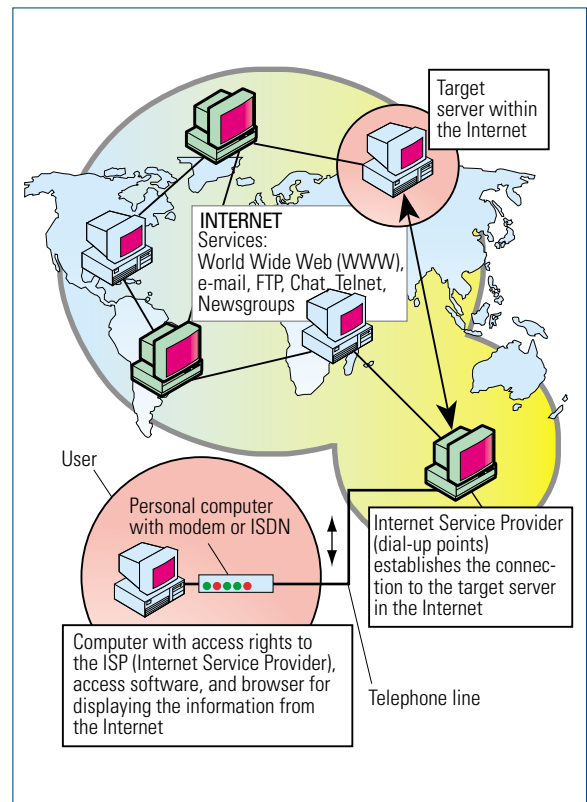 Target
server within
the Internet
INTERNET
Services:
World Wide Web (WWW),
e-mail, FTP, Chat, Telnet,
Newsgroups
User
Personal computer
with modem or ISDN
Internet Service Provider
(dial-up points)
establishes the connec-
tion to the target server
in the Internet
Computer with access rights to
the ISP (Internet Service Provider),
access software, and browser for
displaying the information from
the Internet
Telephone line